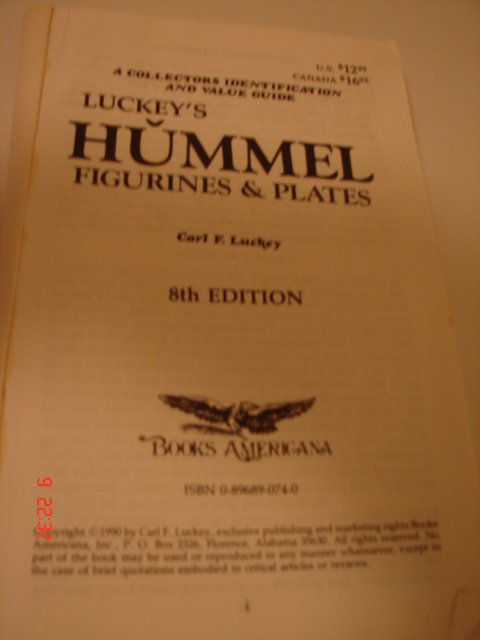 U.S. $12.95
CANADA $16.95
A COLLECTORS IDENTIFICATION
AND VALUE GUIDE
LUCKEY'S
HŬMMEL
FIGURINES & PLATES
Carl F. Luckey
8th EDITION
BOOKS AMERICANA
ISBN 0-89689-074-0
Copyright ©1990 by Carl F. Luckey, exclusive publishing and marketing rights Books
Americana, Inc., P. O. Box 2326, Florence, Alabama 35630. All rights reserved. No
part of the book may be used or reproduced in any manner whatsoever, except in
the case of brief quotations embodied in critical articles or reviews.
i
9 22:32